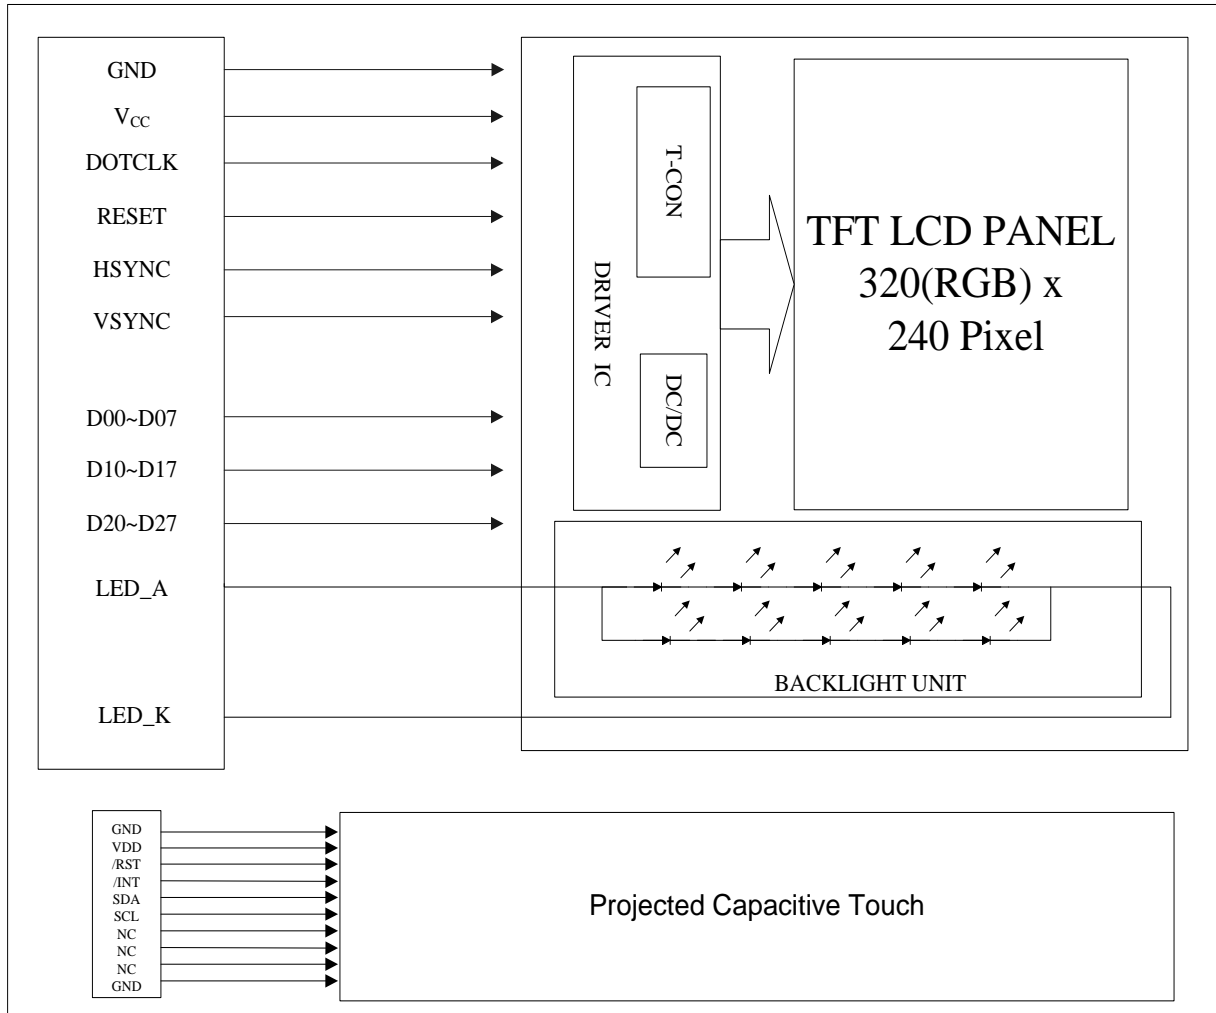 GND
VCC
DOTCLK
RESET
HSYNC
VSYNC
D00~D07
D10~D17
D20~D27
LED_A
LED_K
DRIVER IC
T-CON
DC/DC
TFT LCD PANEL
320(RGB) x
240 Pixel
BACKLIGHT UNIT
GND
VDD
/RST
/INT
SDA
SCL
NC
NC
NC
GND
Projected Capacitive Touch